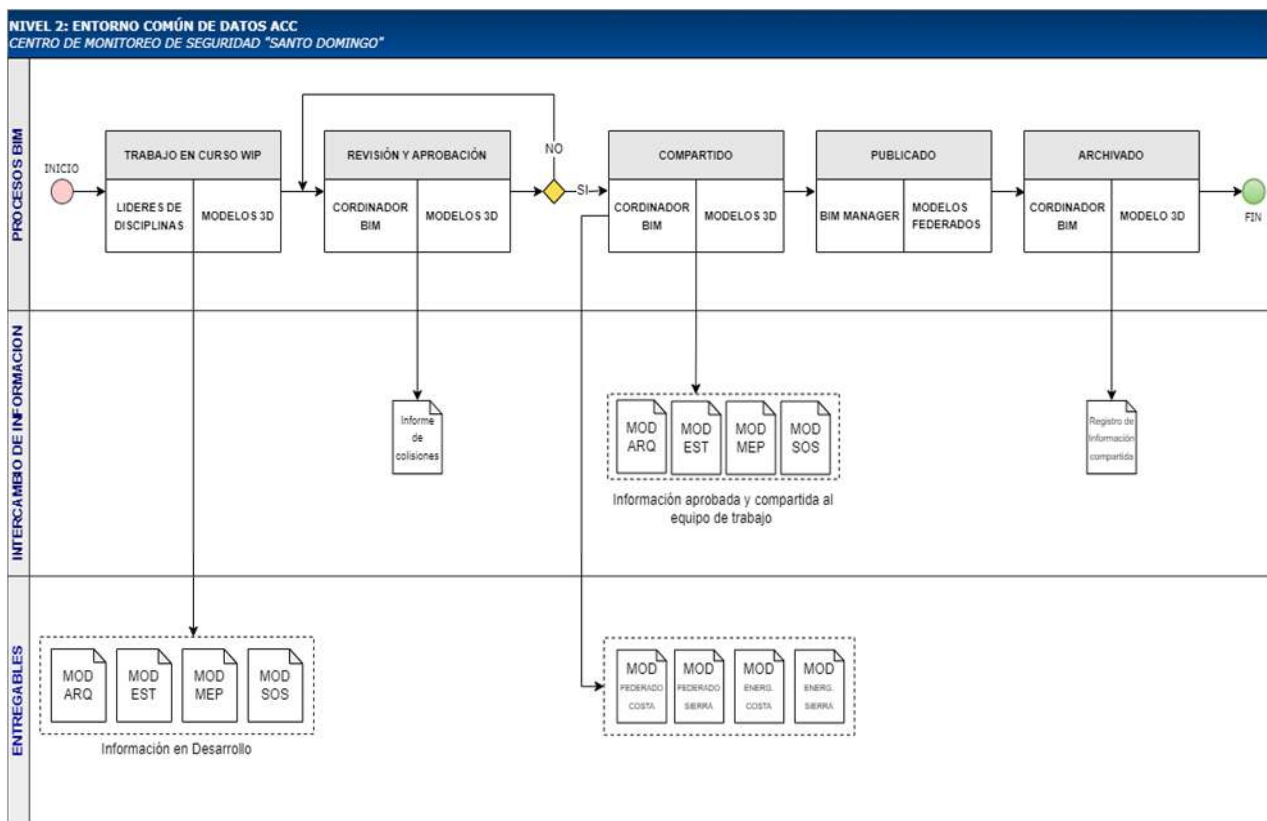 NIVEL 2: ENTORNO COMÚN DE DATOS ACC
CENTRO DE MONITOREO DE SEGURIDAD "SANTO DOMINGO"
PROCESOS BIM
INICIO
TRABAJO EN CURSO WIP
LIDERES DE
DISCIPLINAS
MODELOS 3D
REVISIÓN Y APROBACIÓN
CORDINADOR
BIM
MODELOS 3D
NO
SI
COMPARTIDO
CORDINADOR
BIM
MODELOS 3D
PUBLICADO
BIM MANAGER
MODELOS
FEDERADOS
ARCHIVADO
CORDINADOR
BIM
MODELO 3D
FIN
INTERCAMBIO DE INFORMACION
Informe
de
colisiones
MOD
ARQ
MOD
EST
MOD
MEP
MOD
SOS
Información aprobada y compartida al
equipo de trabajo
Registro de
Información
compartida
ENTREGABLES
MOD
ARQ
MOD
EST
MOD
MEP
MOD
SOS
Información en Desarrollo
MOD
FEDERADO
COSTA
MOD
FEDERADO
SIERRA
MOD
ENERG.
COSTA
MOD
ENERG.
SIERRA